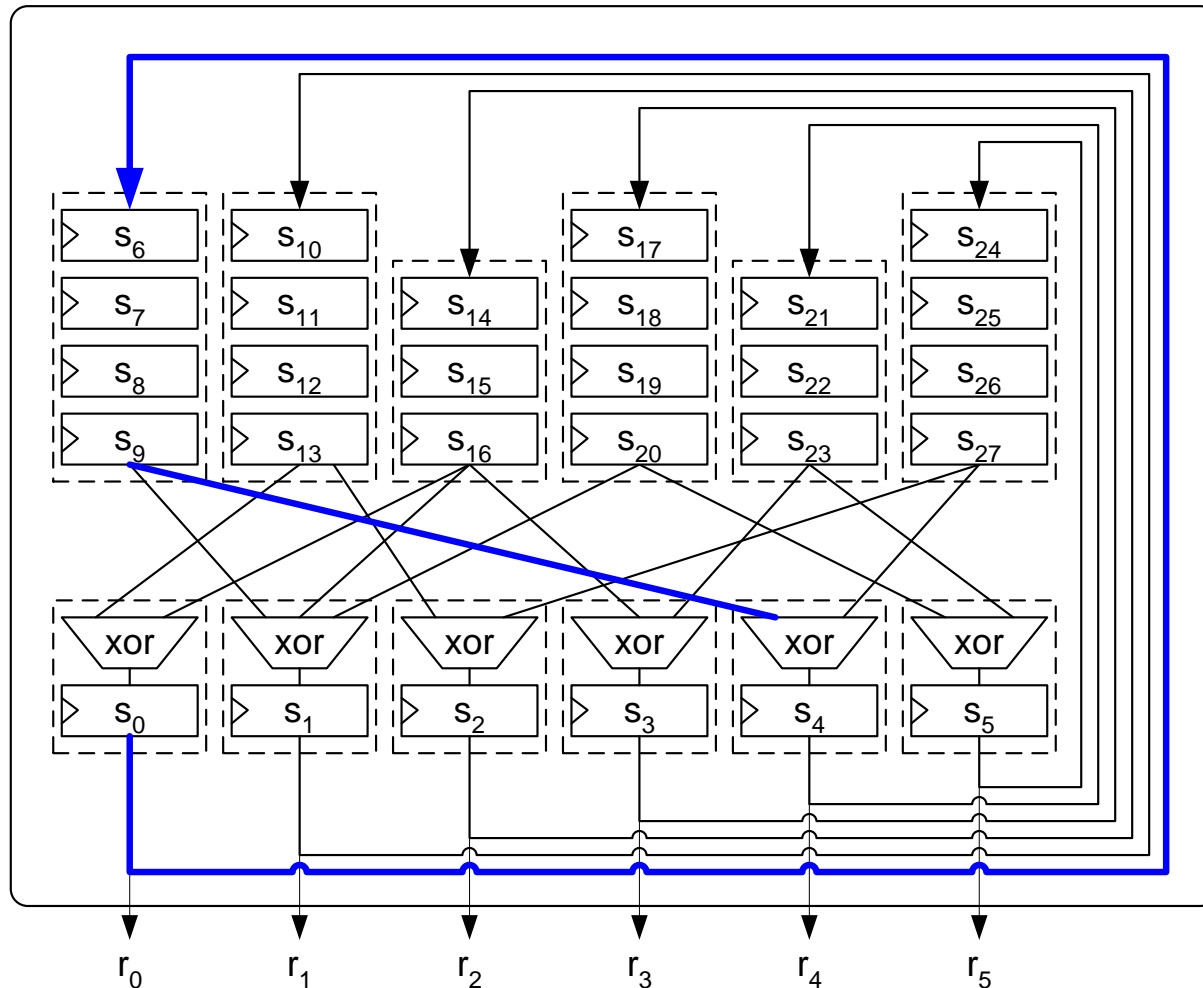 s6 s10 s17 s24
s7 s11 s14 s18 s21 s25
s8 s12 s15 s19 s22 s26
s9 s13 s16 s20 s23 s27
xor xor xor xor xor xor
s0 s1 s2 s3 s4 s5
r0 r1 r2 r3 r4 r5